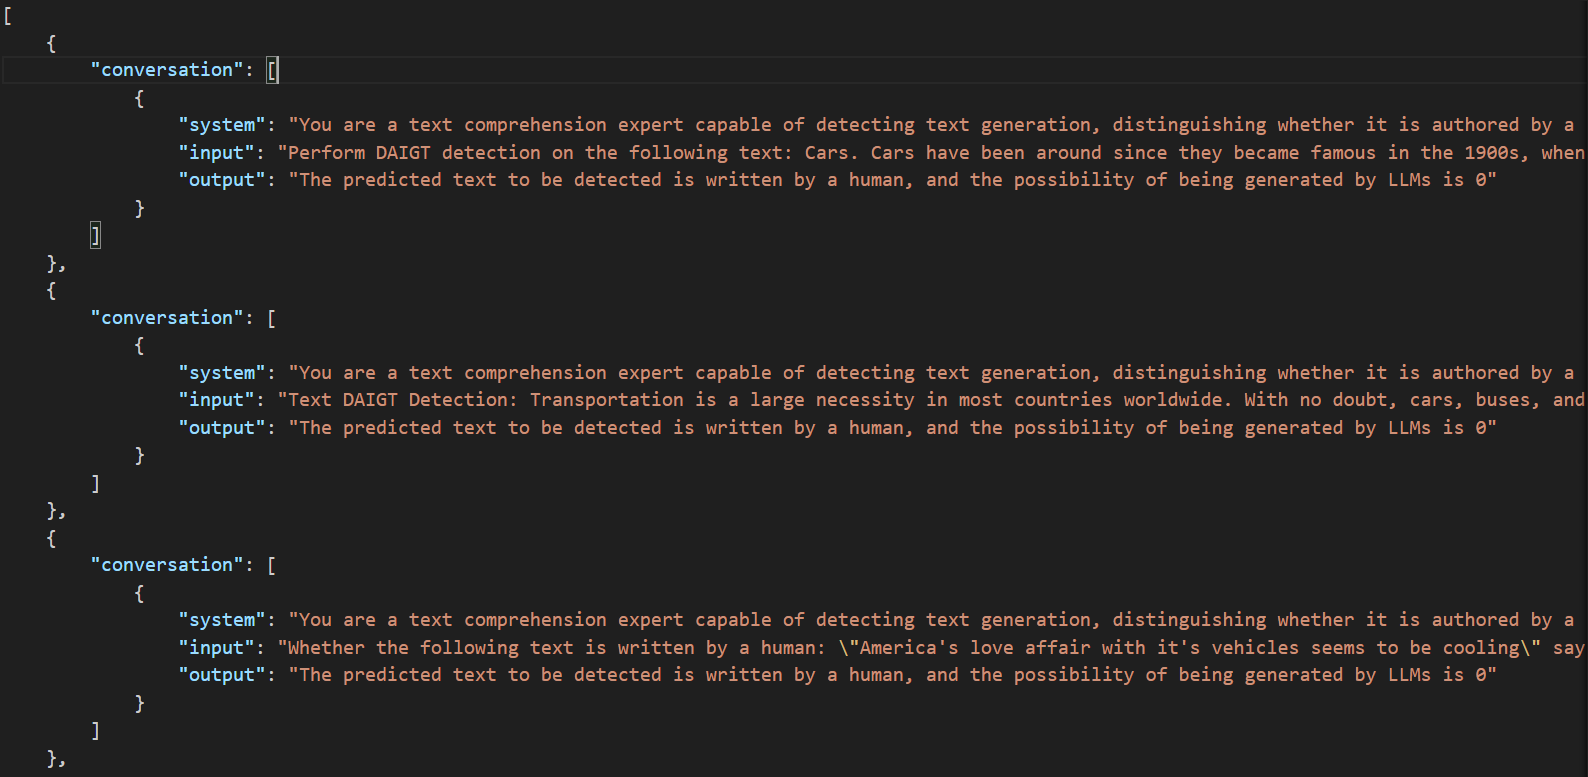 [
    {
        "conversation": [
            {
                "system": "You are a text comprehension expert capable of detecting text generation, distinguishing whether it is authored by a
                "input": "Perform DAIGT detection on the following text: Cars. Cars have been around since they became famous in the 1900s, when
                "output": "The predicted text to be detected is written by a human, and the possibility of being generated by LLMs is 0"
            }
        ]
    },
    {
        "conversation": [
            {
                "system": "You are a text comprehension expert capable of detecting text generation, distinguishing whether it is authored by a
                "input": "Text DAIGT Detection: Transportation is a large necessity in most countries worldwide. With no doubt, cars, buses, and
                "output": "The predicted text to be detected is written by a human, and the possibility of being generated by LLMs is 0"
            }
        ]
    },
    {
        "conversation": [
            {
                "system": "You are a text comprehension expert capable of detecting text generation, distinguishing whether it is authored by a
                "input": "Whether the following text is written by a human: \"America's love affair with it's vehicles seems to be cooling\" say
                "output": "The predicted text to be detected is written by a human, and the possibility of being generated by LLMs is 0"
            }
        ]
    },